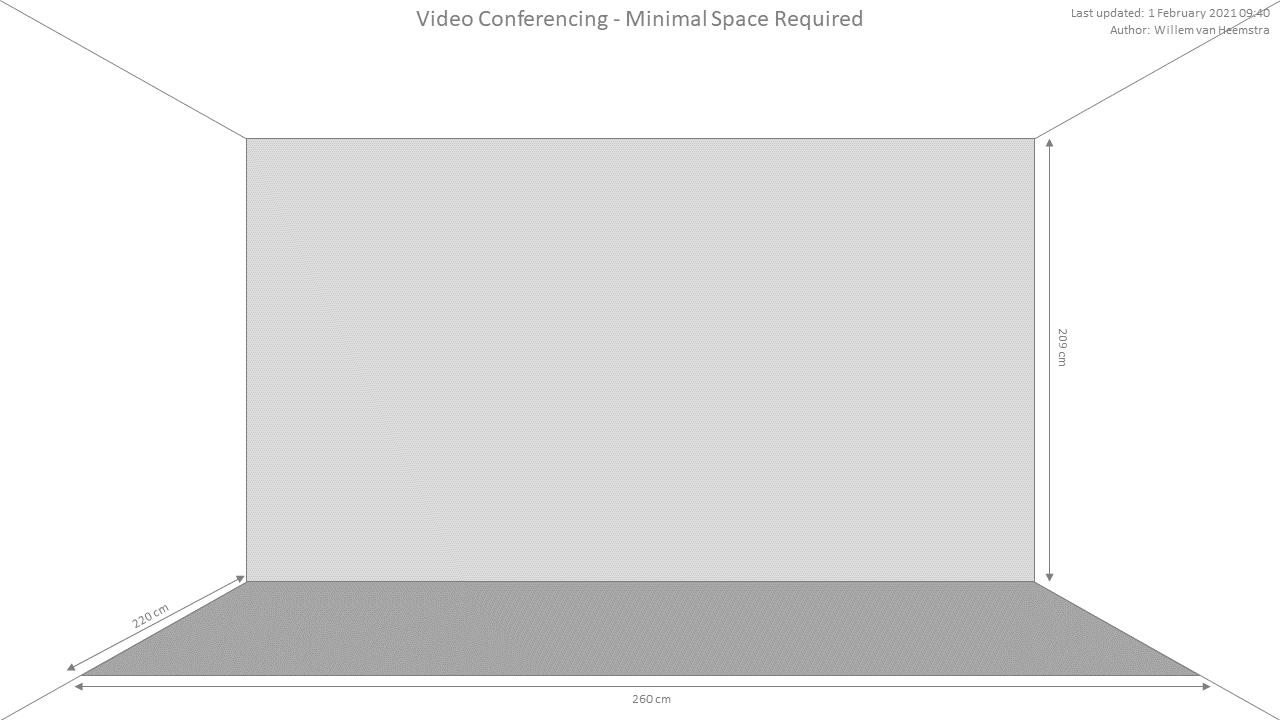 Video Conferencing - Minimal Space Required
Last updated: 1 February 2021 09:40
Author: Willem van Heemstra
209 cm
220 cm
260 cm